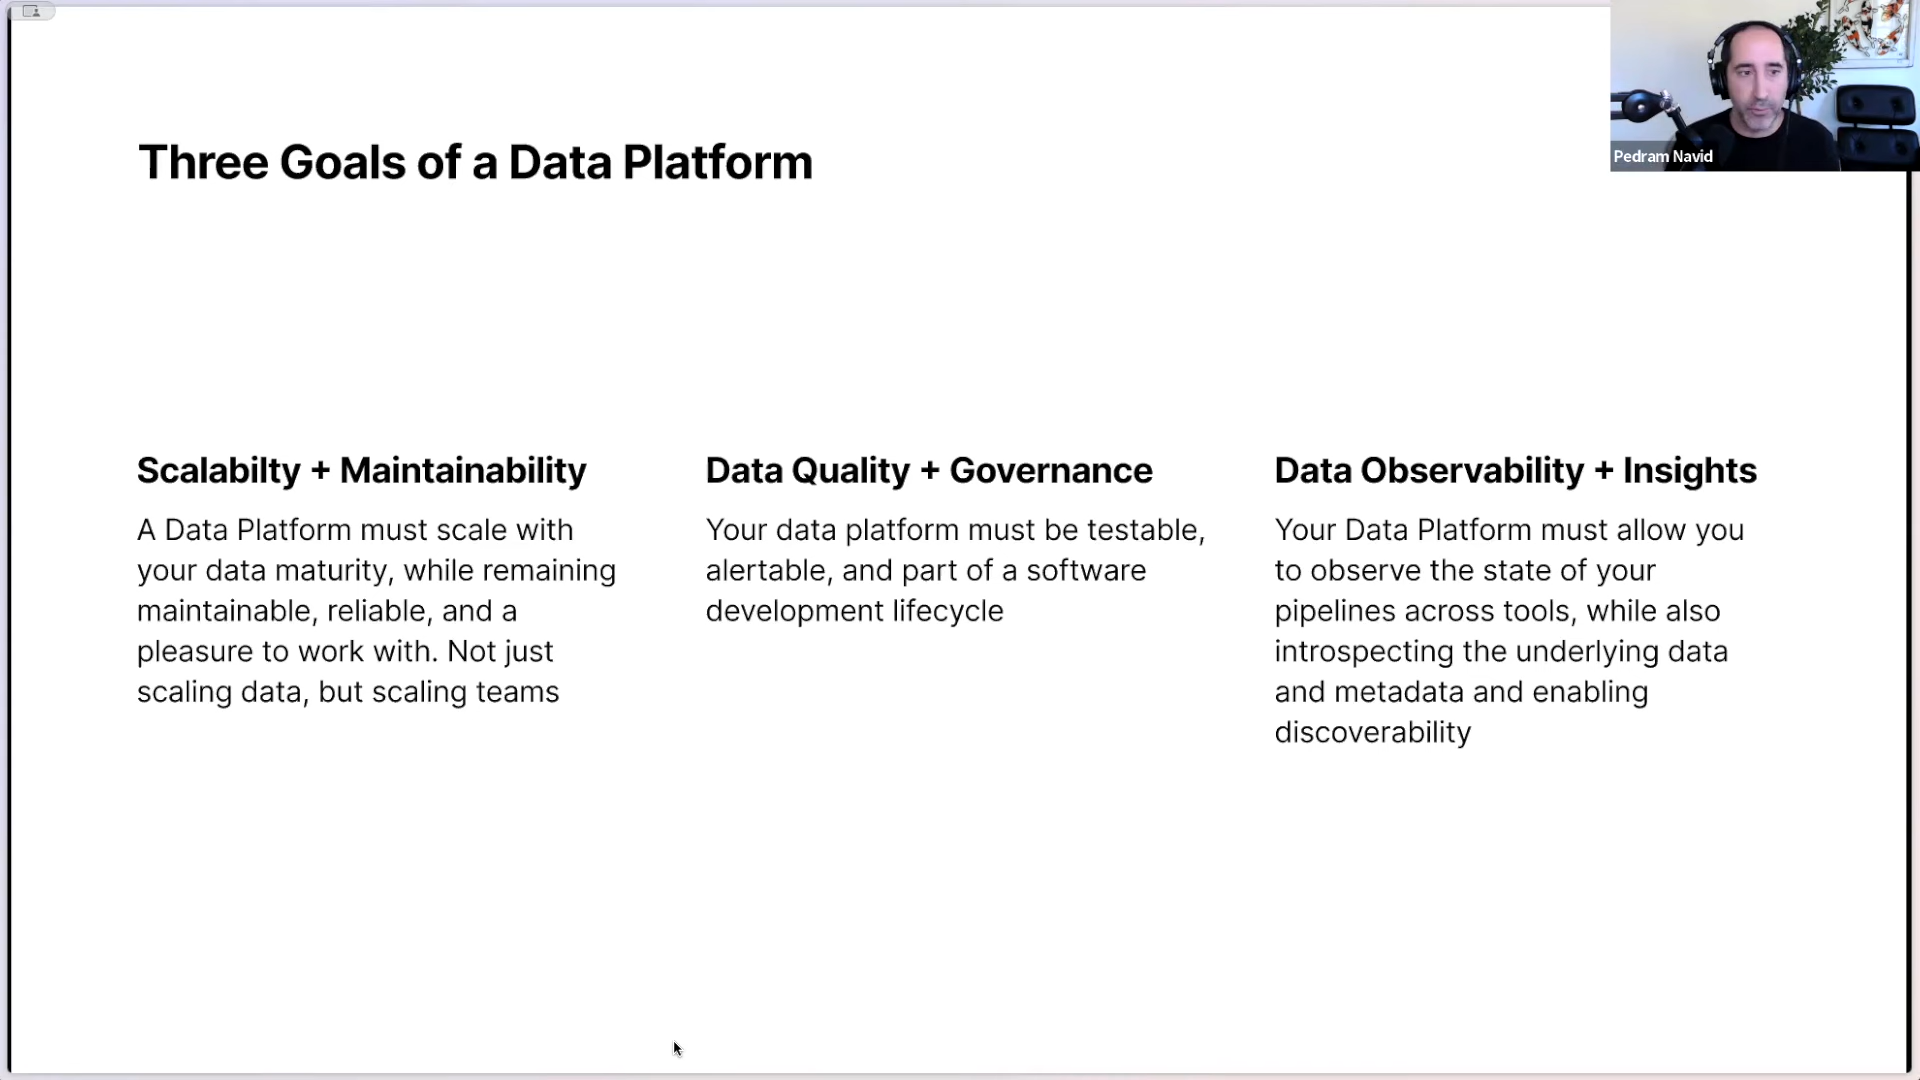 Three Goals of a Data Platform
Pedram Navid
Scalabilty + Maintainability
A Data Platform must scale with
your data maturity, while remaining
maintainable, reliable, and a
pleasure to work with. Not just
scaling data, but scaling teams
Data Quality + Governance
Your data platform must be testable,
alertable, and part of a software
development lifecycle
Data Observability + Insights
Your Data Platform must allow you
to observe the state of your
pipelines across tools, while also
introspecting the underlying data
and metadata and enabling
discoverability